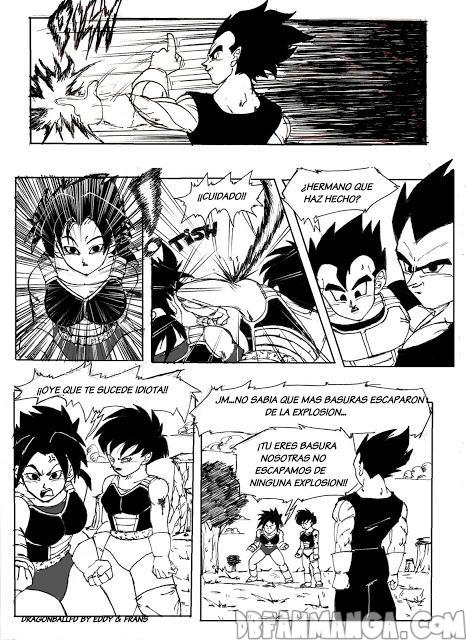 ¡¡CUIDADO!!
TISH
¿HERMANO QUE
HAZ HECHO?
¡¡OYE QUE TE SUCEDE IDIOTA!!
JM...NO SABIA QUE MAS BASURAS ESCAPARON
DE LA EXPLOSION...
¡TU ERES BASURA
NOSOTRAS NO
ESCAPAMOS DE
NINGUNA EXPLOSION!!
DRAGONBALLFD BY EDDY & FRANS
DBFANMANGA.COM